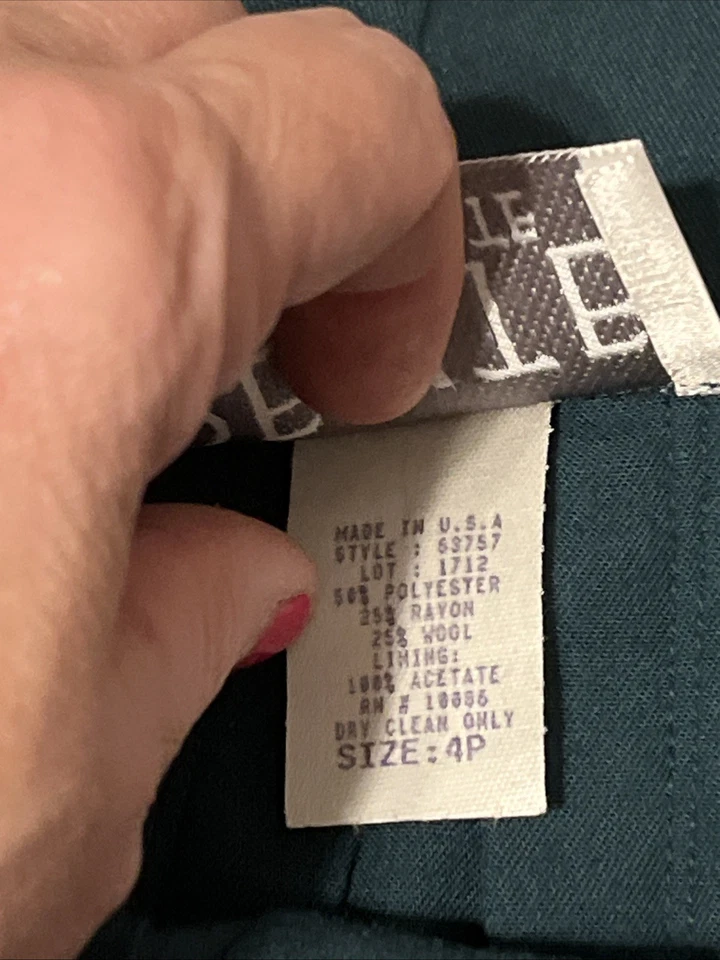 MADE IN U.S.A
STYLE : 63757
LOT : 1712
50% POLYESTER
25% RAYON
25% WOOL
LINING:
100% ACETATE
RN # 10086
DRY CLEAN ONLY
SIZE:4P